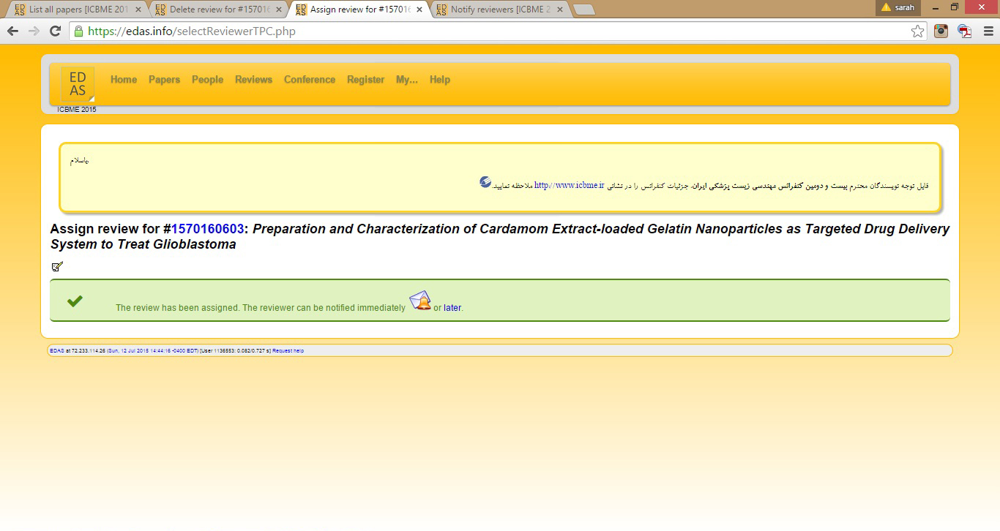 List all papers [ICBME 201
Delete review for #15701
Assign review for #15701
Notify reviewers [ICBME 2
sarah
https://edas.info/selectReviewerTPC.php
ED
AS
Home Papers People Reviews Conference Register My... Help
ICBME 2015
باسلام,
قابل توجه نویسندگان محترم بیست و دومین کنفرانس مهندسی زیست پزشکی ایران، جزئیات کنفرانس را در نشانی http://www.icbme.ir ملاحظه نمایید.
Assign review for #1570160603: Preparation and Characterization of Cardamom Extract-loaded Gelatin Nanoparticles as Targeted Drug Delivery
System to Treat Glioblastoma
The review has been assigned. The reviewer can be notified immediately or later.
EDAS at 72.233.114.26 (Sun, 12 Jul 2015 14:44:16 -0400 EDT) [User 1136553: 0.082/0.727 s] Request help